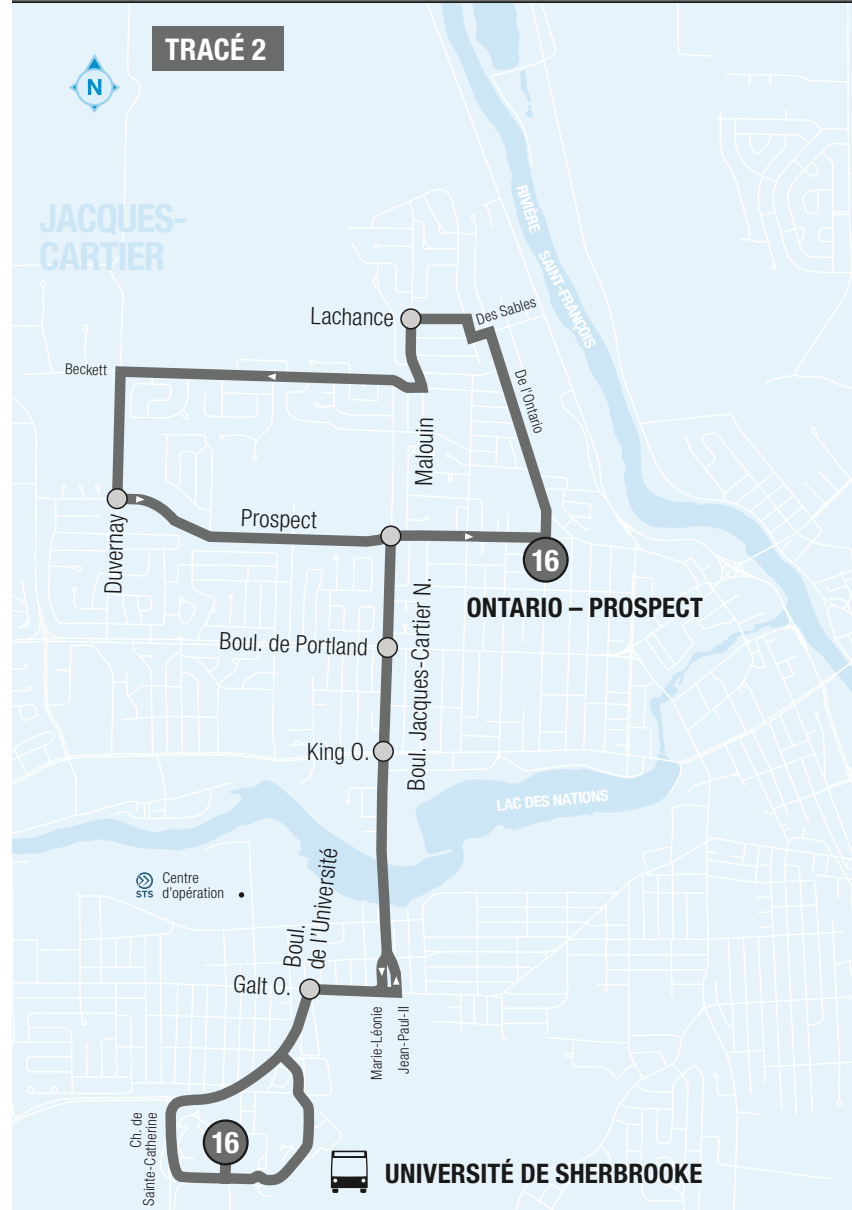 TRACÉ 2
N
JACQUES-
CARTIER
RIVIÈRE SAINT-FRANÇOIS
Lachance
Des Sables
Beckett
De l'Ontario
Malouin
Duvernay
Prospect
16
ONTARIO – PROSPECT
Boul. de Portland
Boul. Jacques-Cartier N.
King O.
LAC DES NATIONS
STS
Centre
d'opération
Boul.
de l'Université
Galt O.
Marie-Léonie
Jean-Paul-II
Ch. de
Sainte-Catherine
16
UNIVERSITÉ DE SHERBROOKE